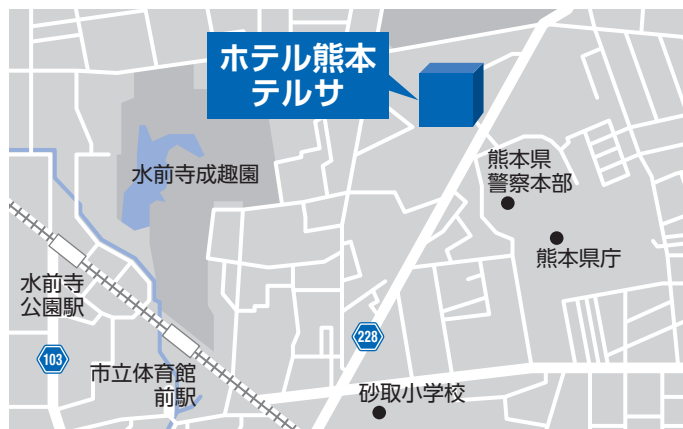 ホテル熊本
テルサ
水前寺成趣園
熊本県
警察本部
熊本県庁
水前寺
公園駅
228
103
市立体育館
前駅
砂取小学校